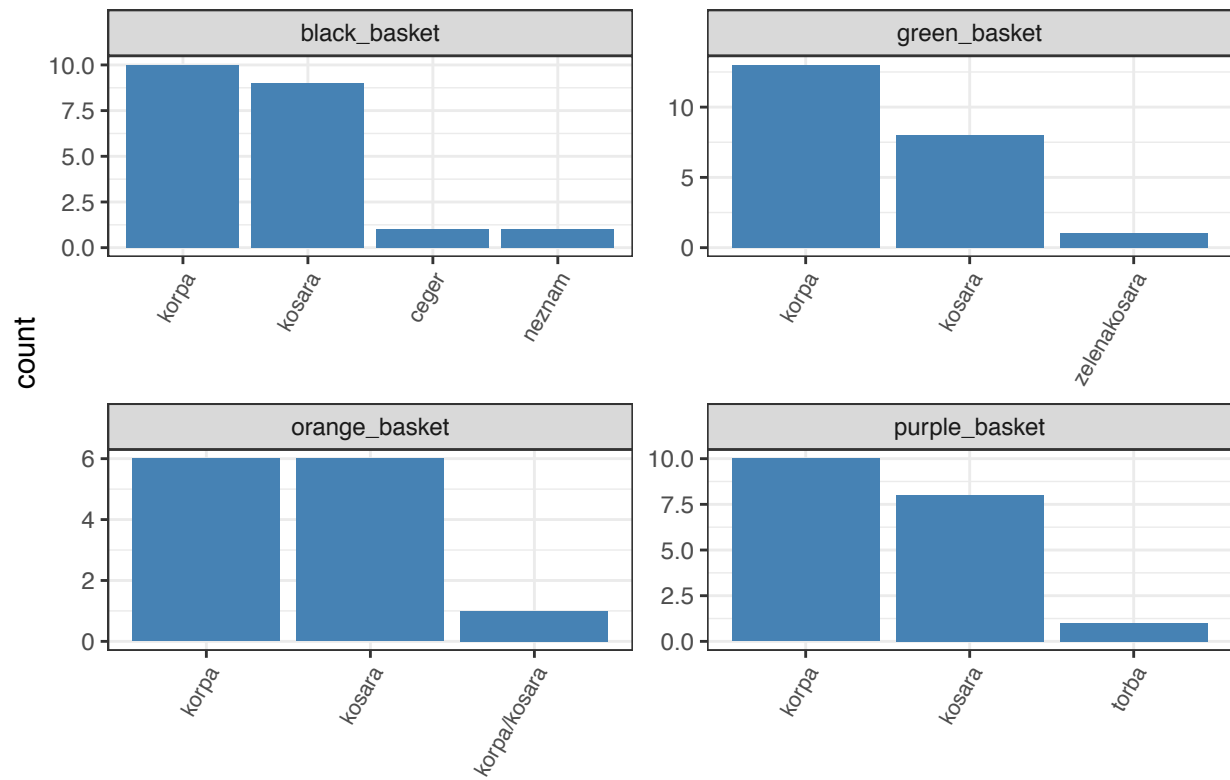 black_basket
10.0
7.5
5.0
2.5
0.0
korpa
kosara
ceger
neznam
green_basket
10
5
0
korpa
kosara
zelenakosara
count
orange_basket
6
4
2
0
korpa
kosara
korpa/kosara
purple_basket
10.0
7.5
5.0
2.5
0.0
korpa
kosara
torba